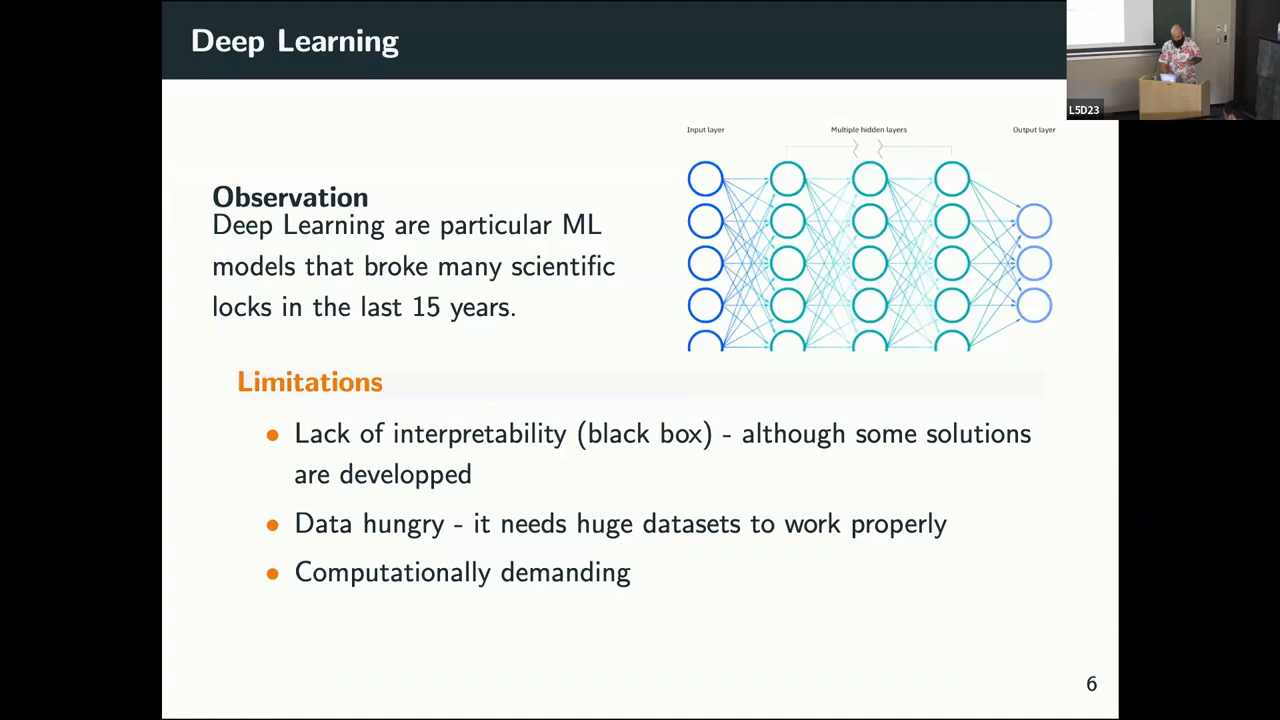 Deep Learning
L5D23
Input layer
Multiple hidden layers
Output layer
Observation
Deep Learning are particular ML
models that broke many scientific
locks in the last 15 years.
Limitations
Lack of interpretability (black box) - although some solutions
are developped
Data hungry - it needs huge datasets to work properly
Computationally demanding
6